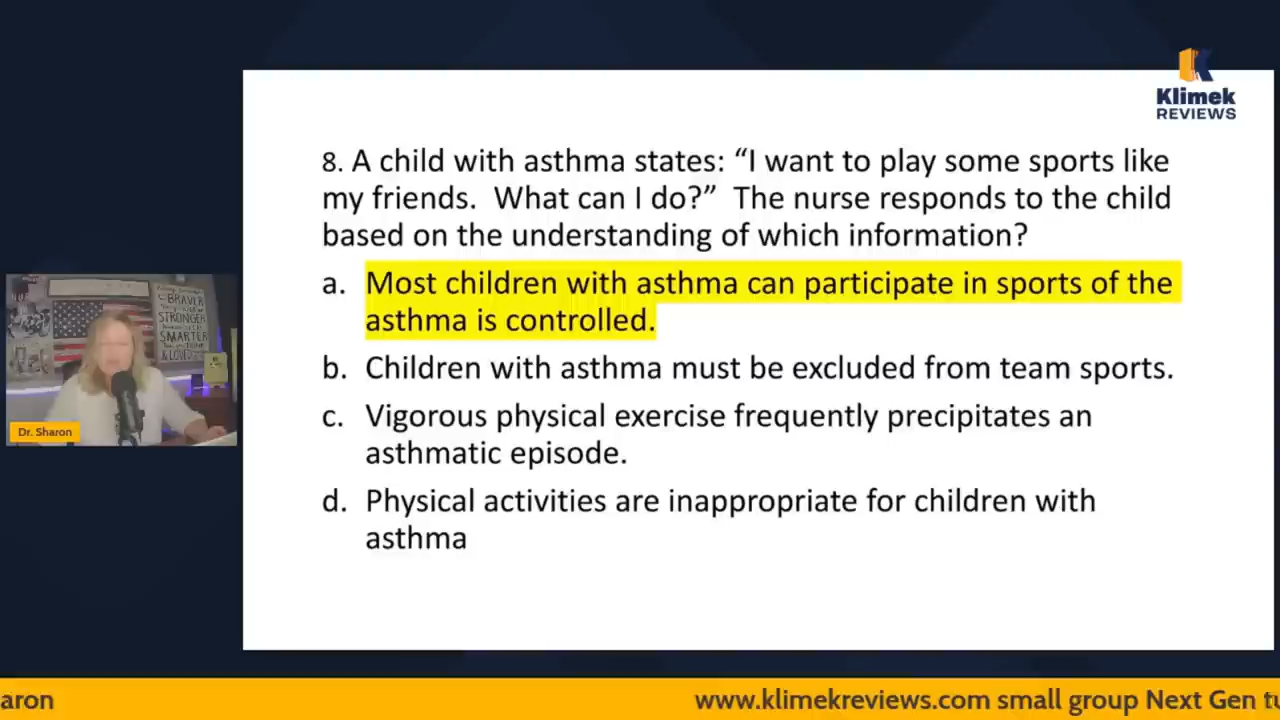 Klimek
REVIEWS
8. A child with asthma states: “I want to play some sports like
my friends.  What can I do?”  The nurse responds to the child
based on the understanding of which information?
a. Most children with asthma can participate in sports of the
asthma is controlled.
b. Children with asthma must be excluded from team sports.
c. Vigorous physical exercise frequently precipitates an
asthmatic episode.
d. Physical activities are inappropriate for children with
asthma
BRAVER
STRONGER
SMARTER
& LOVED
Dr. Sharon
aron
www.klimekreviews.com small group Next Gen